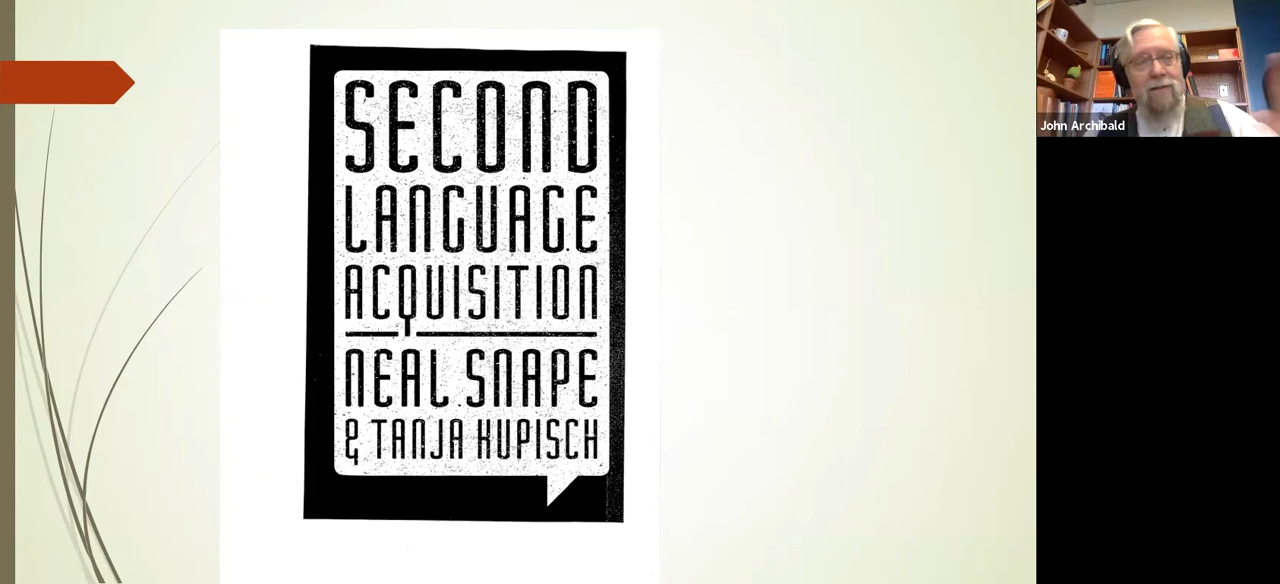 SECOND
LANGUAGE
ACQUISITION
NEAL SNAPE
& TANJA KUPISCH
John Archibald